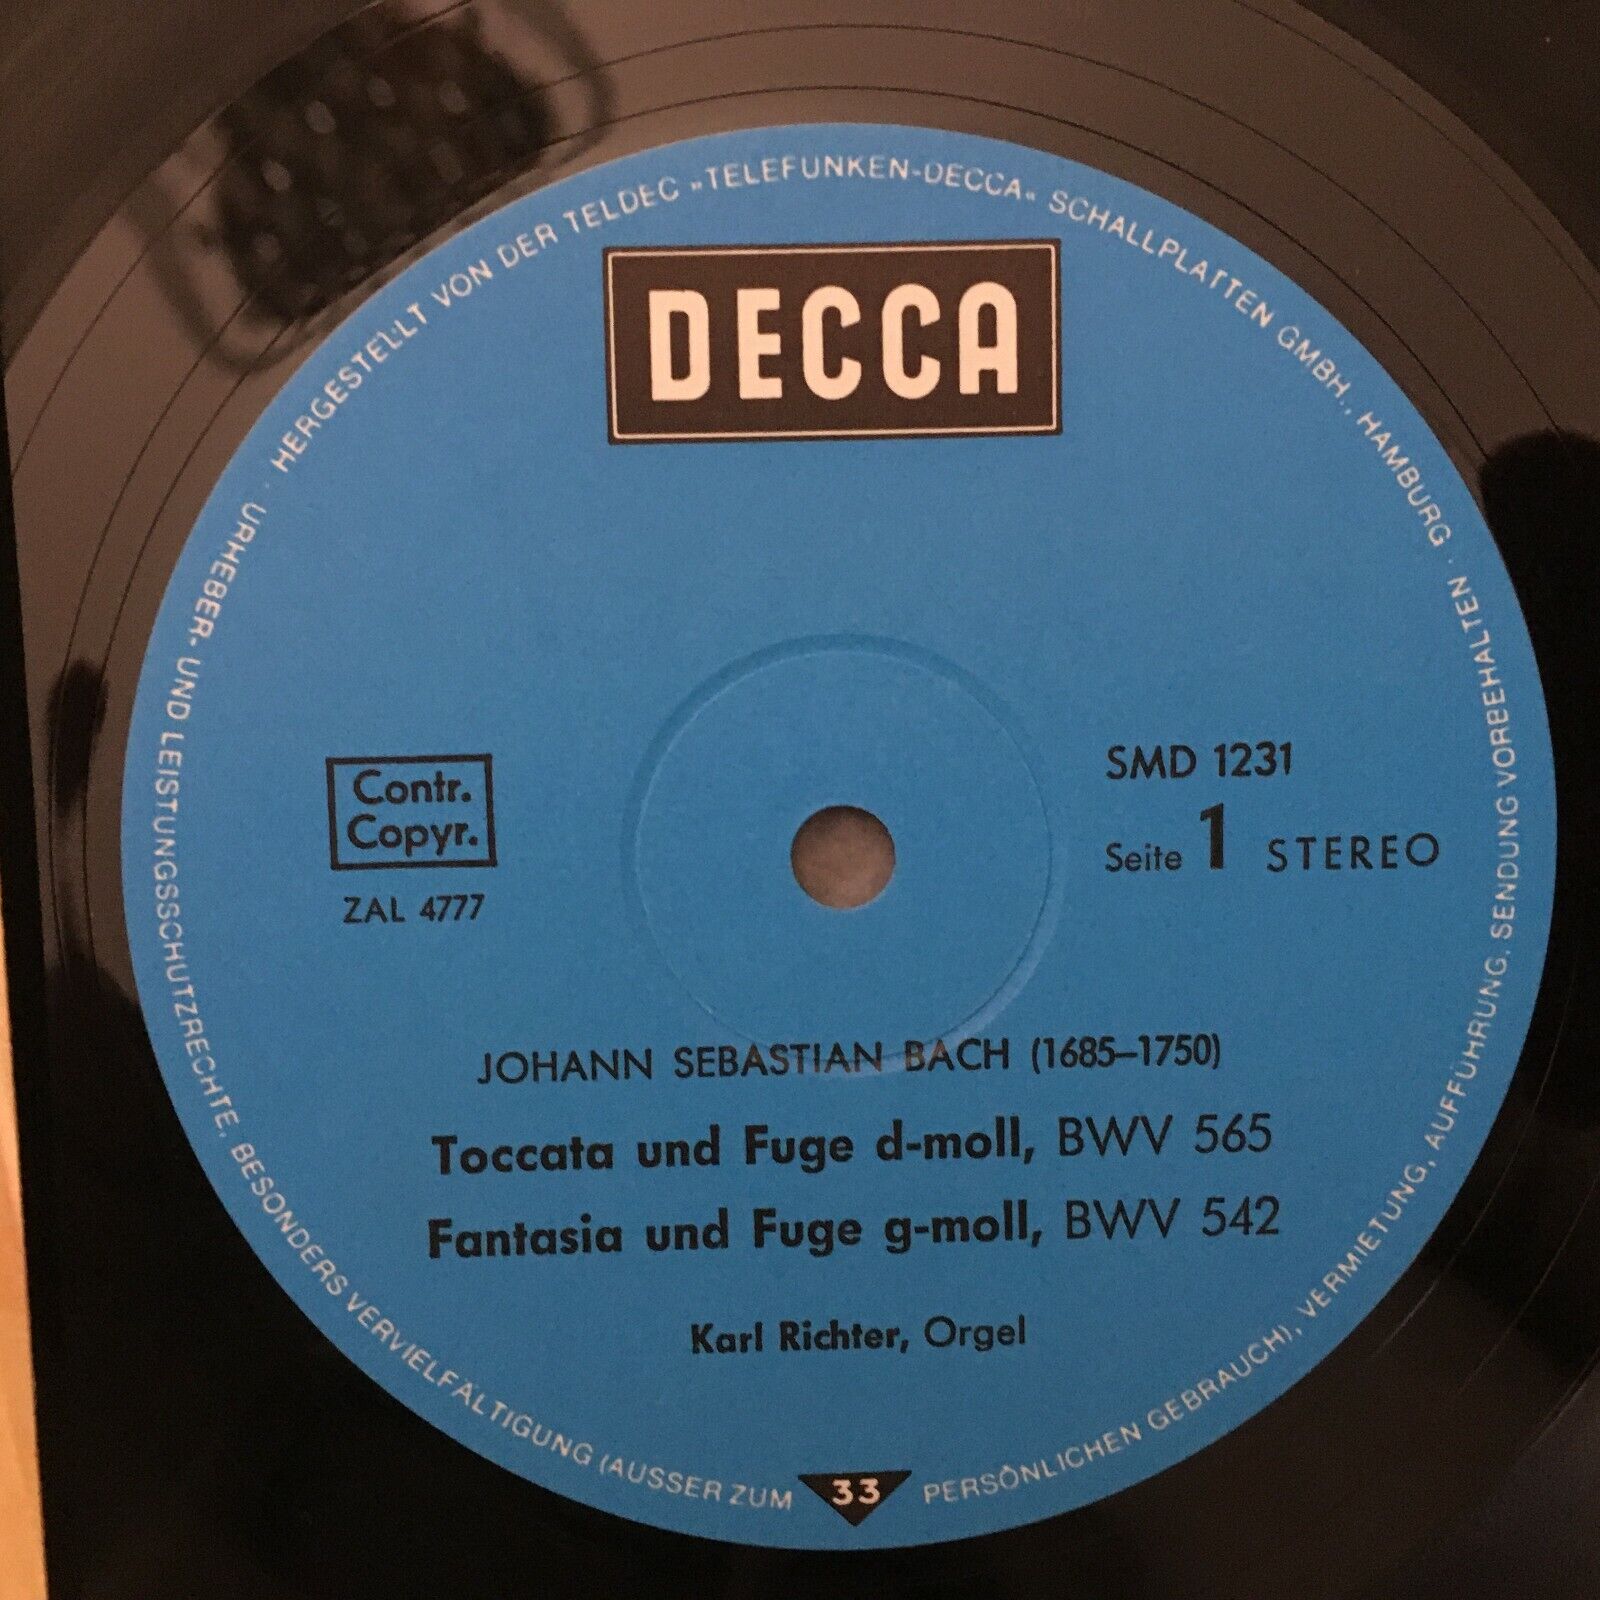 HERGESTELLT VON DER TELDEC »TELEFUNKEN-DECCA« SCHALLPLATTEN GMBH., HAMBURG ·
URHEBER- UND LEISTUNGSSCHUTZRECHTE, BESONDERS VERVIELFÄLTIGUNG (AUSSER ZUM PERSÖNLICHEN GEBRAUCH), VERMIETUNG, AUFFÜHRUNG, SENDUNG VORBEHALTEN ·
DECCA
Contr.
Copyr.
ZAL 4777
SMD 1231
Seite 1 STEREO
JOHANN SEBASTIAN BACH (1685–1750)
Toccata und Fuge d-moll, BWV 565
Fantasia und Fuge g-moll, BWV 542
Karl Richter, Orgel
33